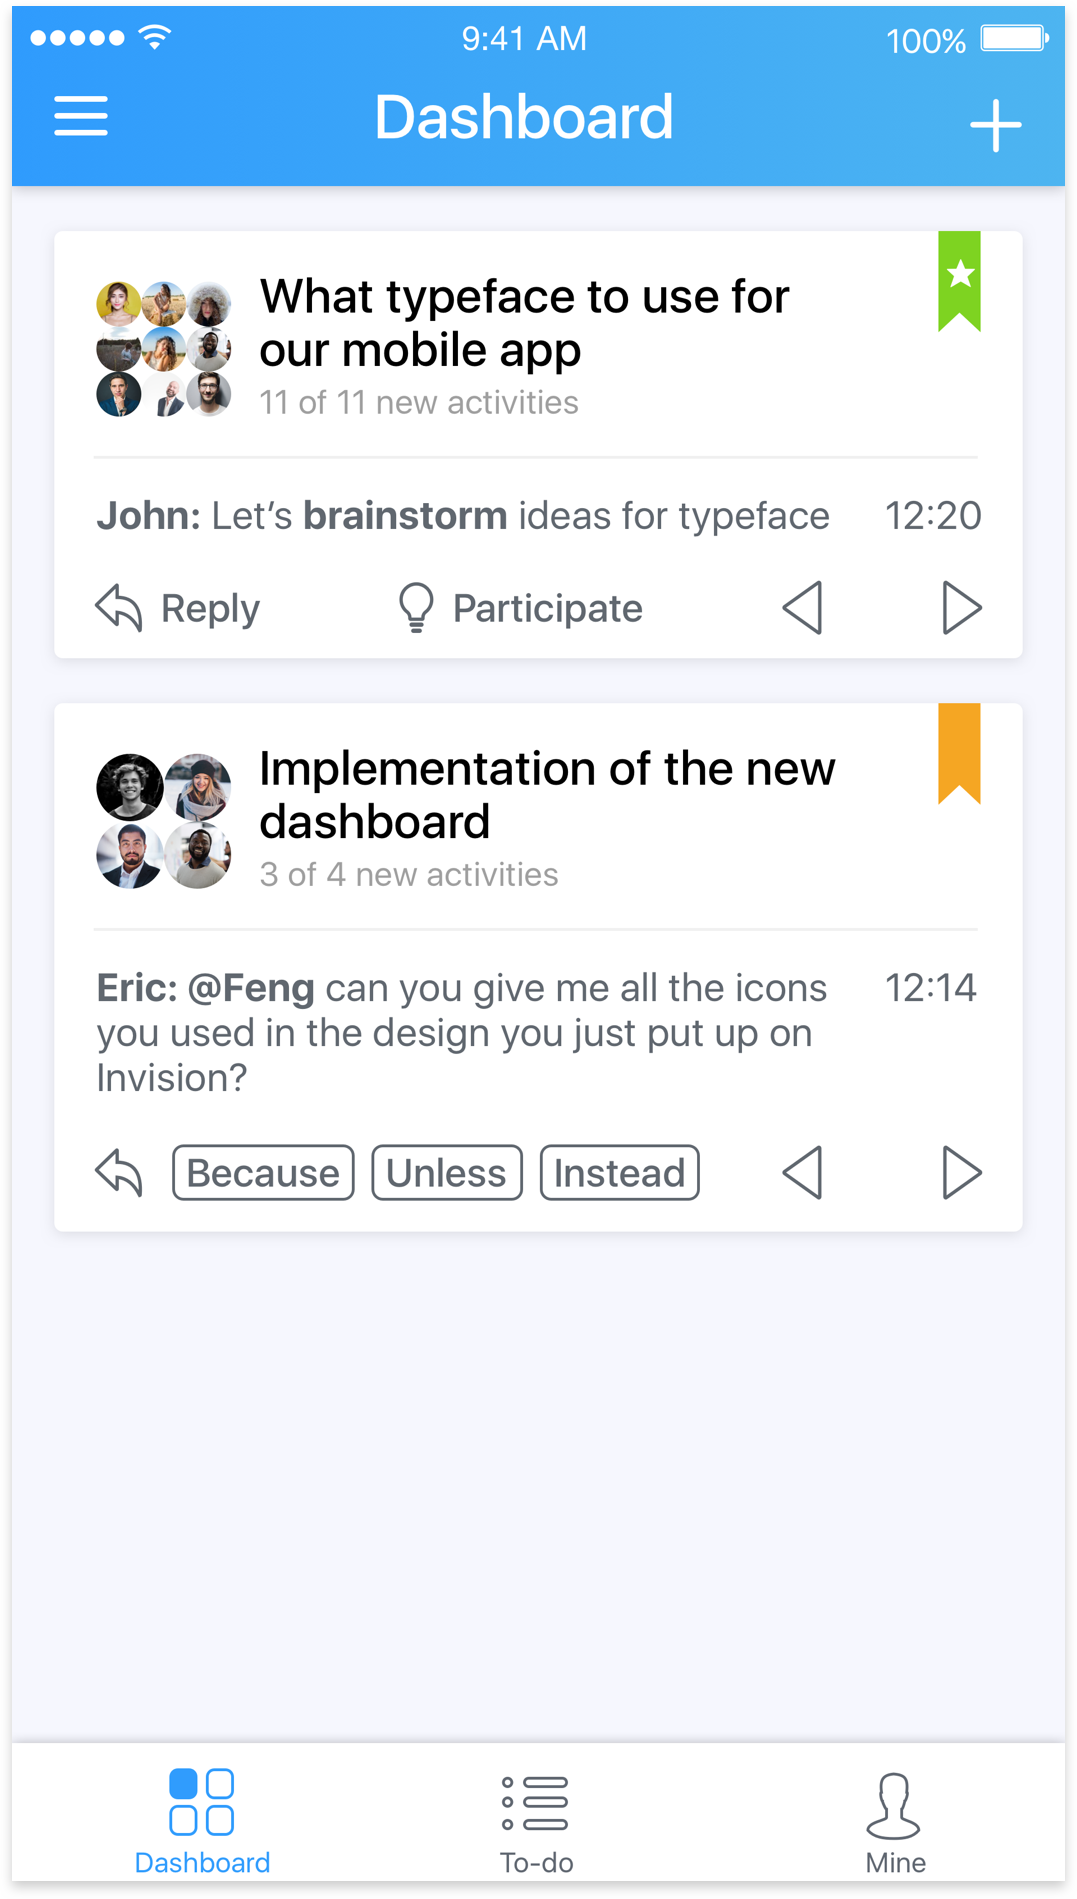 9:41 AM
100%
Dashboard
What typeface to use for
our mobile app
11 of 11 new activities
John: Let’s brainstorm ideas for typeface 12:20
Reply Participate
Implementation of the new
dashboard
3 of 4 new activities
Eric: @Feng can you give me all the icons 12:14
you used in the design you just put up on
Invision?
Because Unless Instead
Dashboard To-do Mine